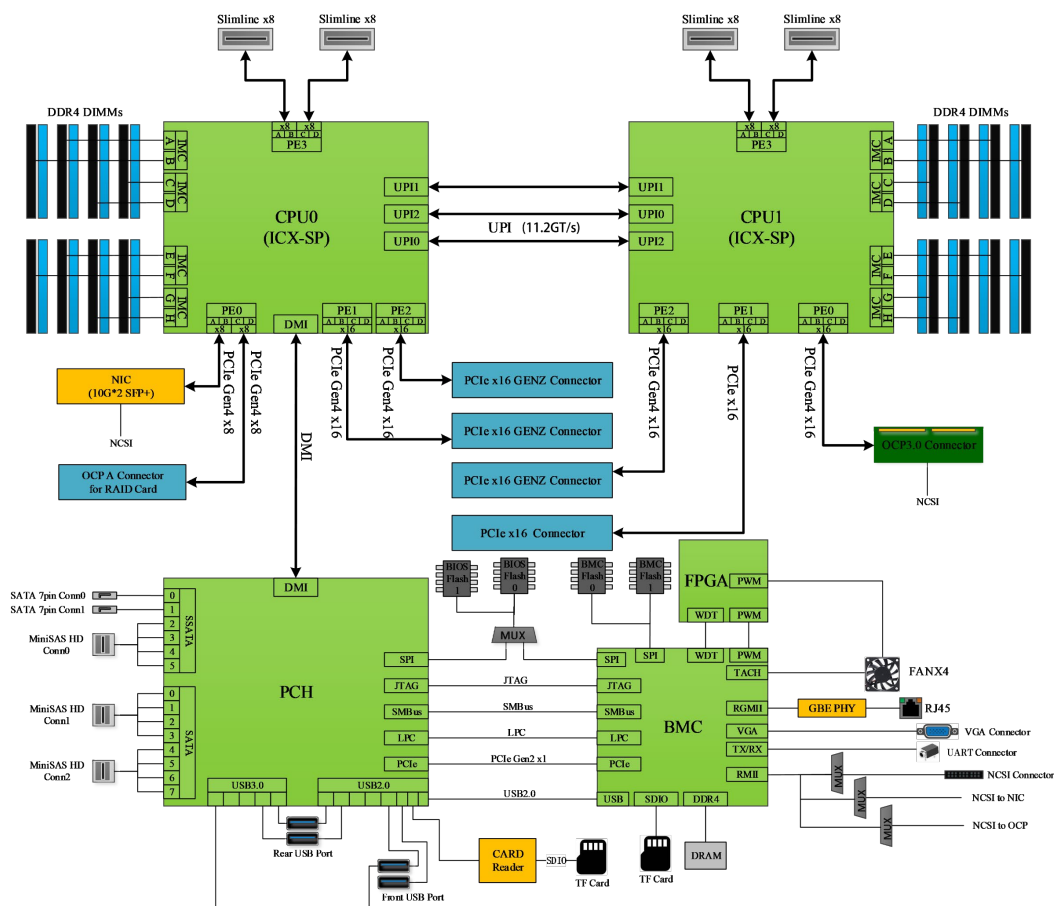 Slimline x8
Slimline x8
Slimline x8
Slimline x8
DDR4 DIMMs
DDR4 DIMMs
x8 x8
A B C D
PE3
x8 x8
A B C D
PE3
A
B
IMC
C
D
IMC
E
F
IMC
G
H
IMC
CPU0
(ICX-SP)
UPI1
UPI2
UPI0
UPI (11.2GT/s)
UPI1
UPI0
UPI2
CPU1
(ICX-SP)
IMC
A
B
IMC
C
D
IMC
E
F
IMC
G
H
PE0
A B C D
x8 x8
DMI
PE1
A B C D
x16
PE2
A B C D
x16
PE2
A B C D
x16
PE1
A B C D
x16
PE0
A B C D
x16
PCIe Gen4 x8
PCIe Gen4 x8
DMI
PCIe Gen4 x16
PCIe Gen4 x16
PCIe Gen4 x16
PCIe x16
PCIe Gen4 x16
NIC
(10G*2 SFP+)
NCSI
OCP A Connector
for RAID Card
PCIe x16 GENZ Connector
PCIe x16 GENZ Connector
PCIe x16 GENZ Connector
PCIe x16 Connector
OCP3.0 Connector
NCSI
BIOS
Flash
1
BIOS
Flash
0
BMC
Flash
0
BMC
Flash
1
MUX
FPGA
PWM
WDT
PWM
DMI
SATA 7pin Conn0
SATA 7pin Conn1
MiniSAS HD
Conn0
0
1
2
3
4
5
SSATA
MiniSAS HD
Conn1
MiniSAS HD
Conn2
0
1
2
3
4
5
6
7
SATA
PCH
SPI
JTAG
SMBus
LPC
PCIe
USB3.0
USB2.0
JTAG
SMBus
LPC
PCIe Gen2 x1
USB2.0
SPI
JTAG
SMBus
LPC
PCIe
USB
SDIO
DDR4
SPI
WDT
PWM
TACH
RGMII
VGA
TX/RX
RMII
BMC
FANX4
GBE PHY
RJ45
VGA Connector
UART Connector
MUX
NCSI Connector
MUX
NCSI to NIC
MUX
NCSI to OCP
Rear USB Port
Front USB Port
CARD
Reader
SDIO
TF Card
TF Card
DRAM